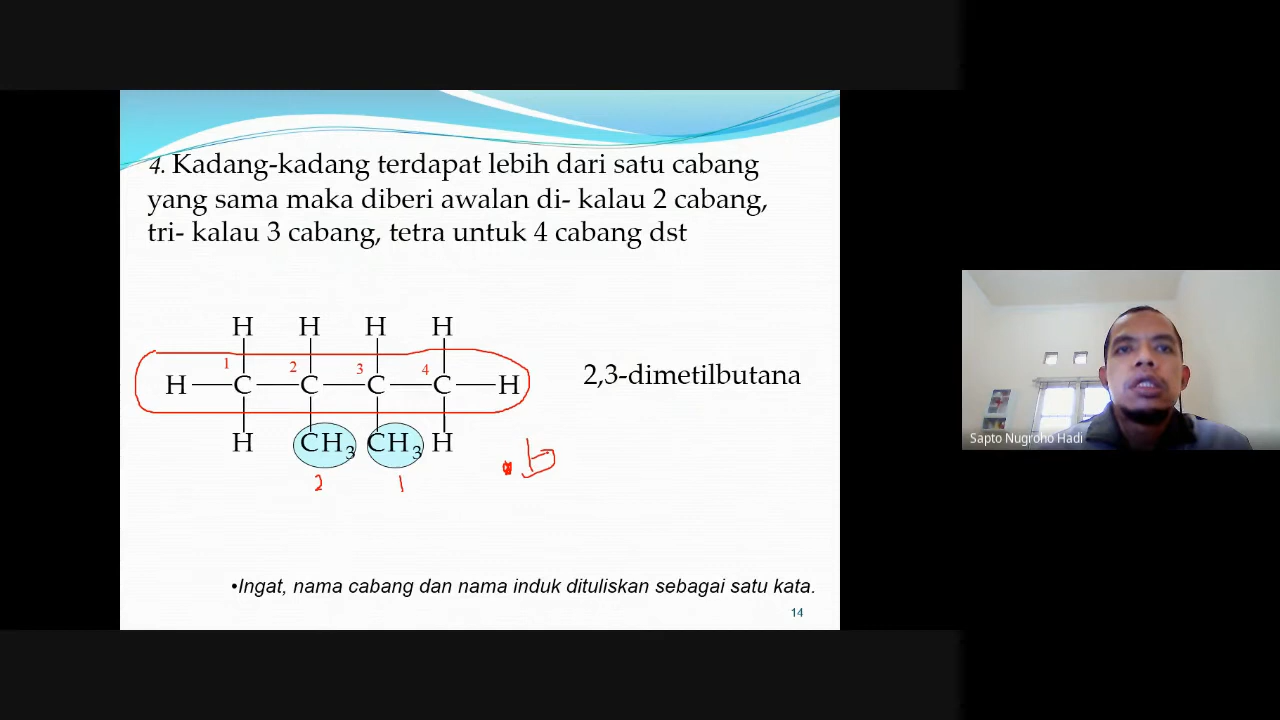 4. Kadang-kadang terdapat lebih dari satu cabang
yang sama maka diberi awalan di- kalau 2 cabang,
tri- kalau 3 cabang, tetra untuk 4 cabang dst
H H H H
1 2 3 4
H C C C C H
2,3-dimetilbutana
H CH3 CH3 H
2 1
•Ingat, nama cabang dan nama induk dituliskan sebagai satu kata.
14
Sapto Nugroho Hadi